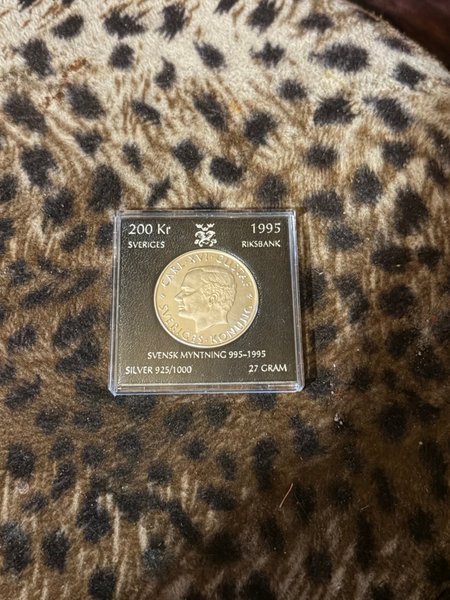 200 Kr 1995
SVERIGES RIKSBANK
CARL XVI GUSTAF
SVERIGES KONUNG
SVENSK MYNTNING 995-1995
SILVER 925/1000 27 GRAM